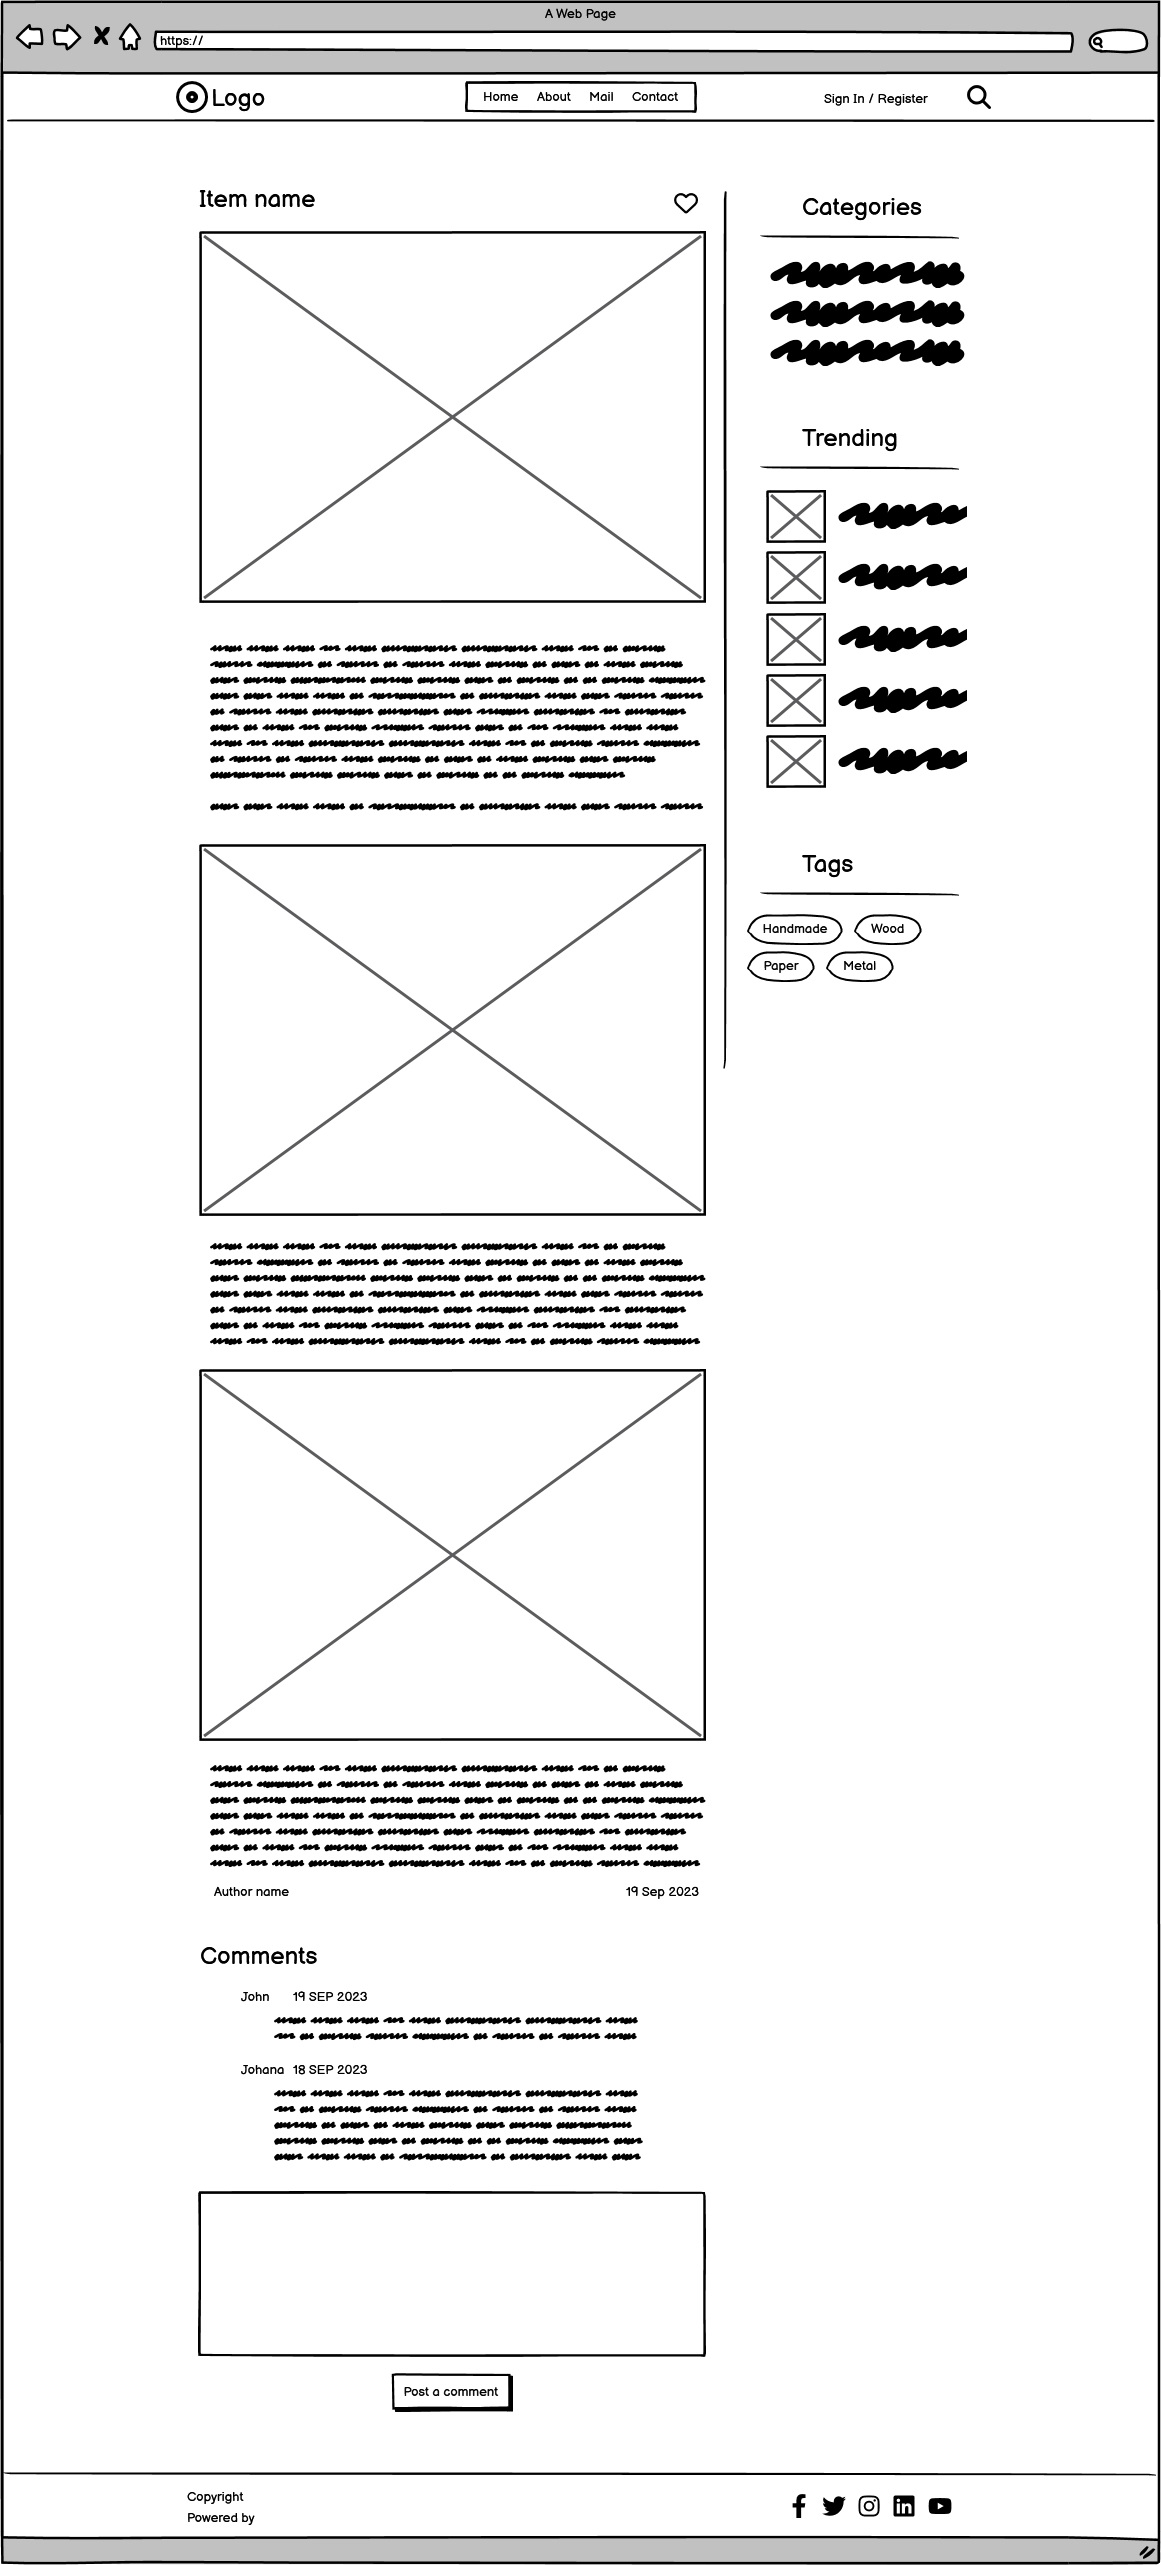 A Web Page
https://
Logo
Home About Mail Contact
Sign In / Register
Item name
Author name 19 Sep 2023
Comments
John 19 SEP 2023
Johana 18 SEP 2023
Post a comment
Categories
Trending
Tags
Handmade Wood
Paper Metal
Copyright
Powered by